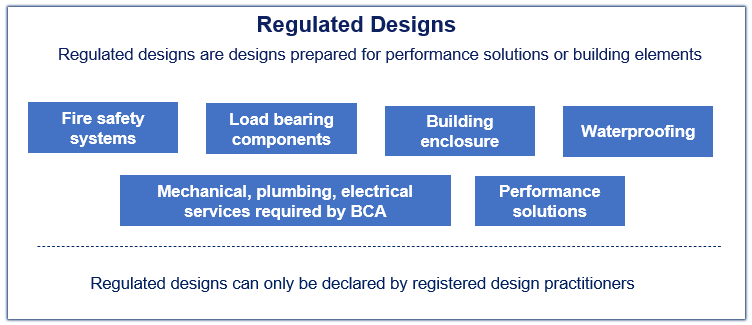 Regulated Designs
Regulated designs are designs prepared for performance solutions or building elements
Fire safety
systems
Load bearing
components
Building
enclosure
Waterproofing
Mechanical, plumbing, electrical
services required by BCA
Performance
solutions
Regulated designs can only be declared by registered design practitioners